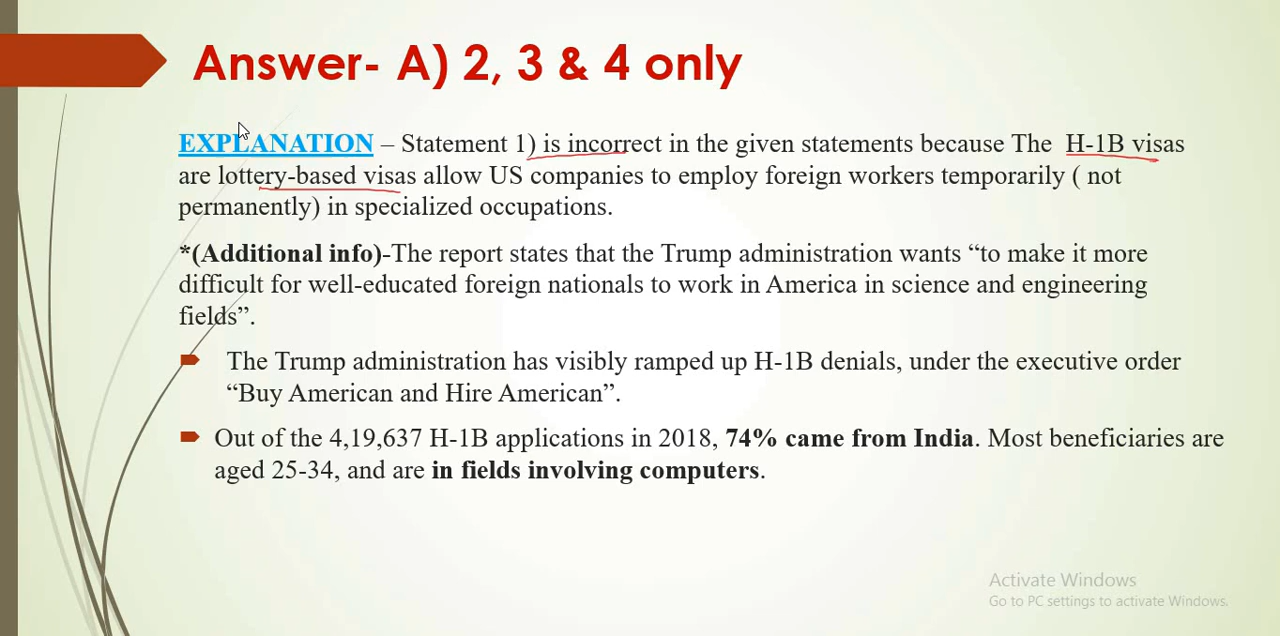 Answer- A) 2, 3 & 4 only
EXPLANATION – Statement 1) is incorrect in the given statements because The H-1B visas
are lottery-based visas allow US companies to employ foreign workers temporarily ( not
permanently) in specialized occupations.
*(Additional info)-The report states that the Trump administration wants “to make it more
difficult for well-educated foreign nationals to work in America in science and engineering
fields”.
The Trump administration has visibly ramped up H-1B denials, under the executive order
“Buy American and Hire American”.
Out of the 4,19,637 H-1B applications in 2018, 74% came from India. Most beneficiaries are
aged 25-34, and are in fields involving computers.
Activate Windows
Go to PC settings to activate Windows.